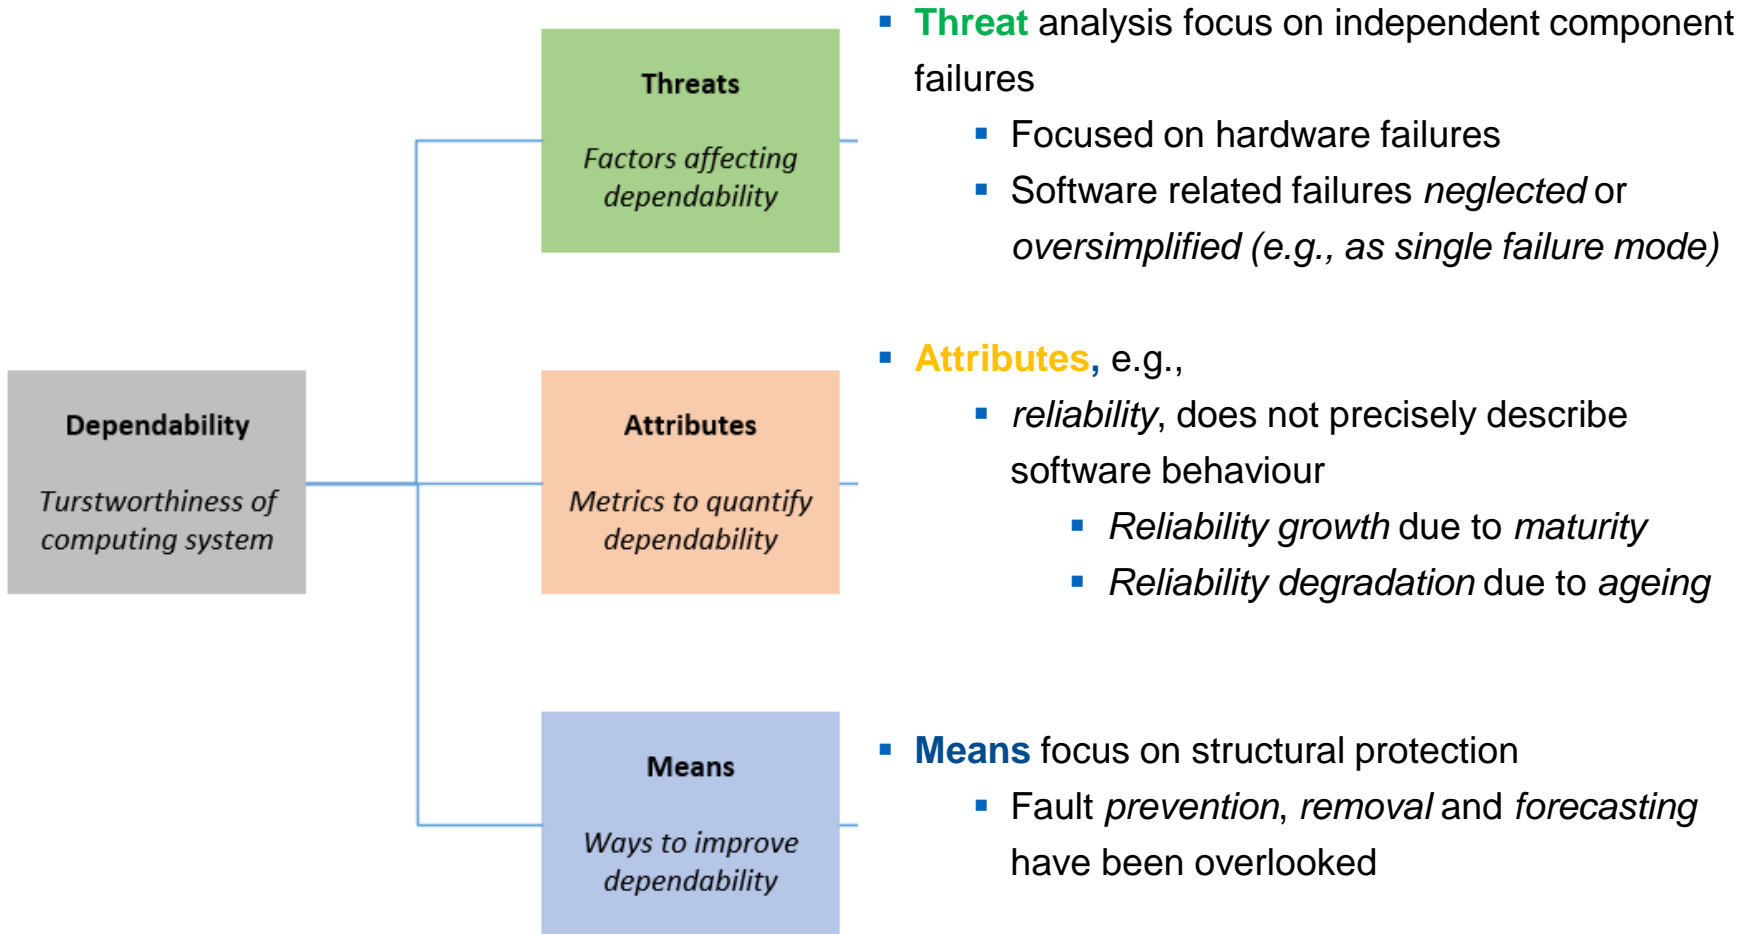 Dependability
Turstworthiness of
computing system
Threats
Factors affecting
dependability
Attributes
Metrics to quantify
dependability
Means
Ways to improve
dependability
Threat analysis focus on independent component
failures
Focused on hardware failures
Software related failures neglected or
oversimplified (e.g., as single failure mode)
Attributes, e.g.,
reliability, does not precisely describe
software behaviour
Reliability growth due to maturity
Reliability degradation due to ageing
Means focus on structural protection
Fault prevention, removal and forecasting
have been overlooked